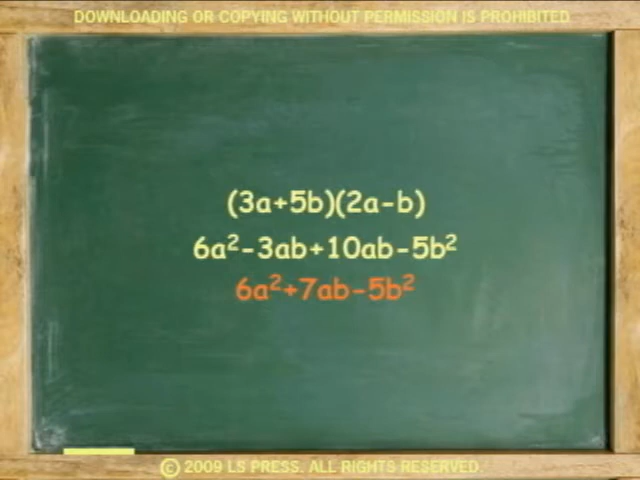 DOWNLOADING OR COPYING WITHOUT PERMISSION IS PROHIBITED
(3a+5b)(2a-b)
6a²-3ab+10ab-5b²
6a²+7ab-5b²
© 2009 LS PRESS. ALL RIGHTS RESERVED.